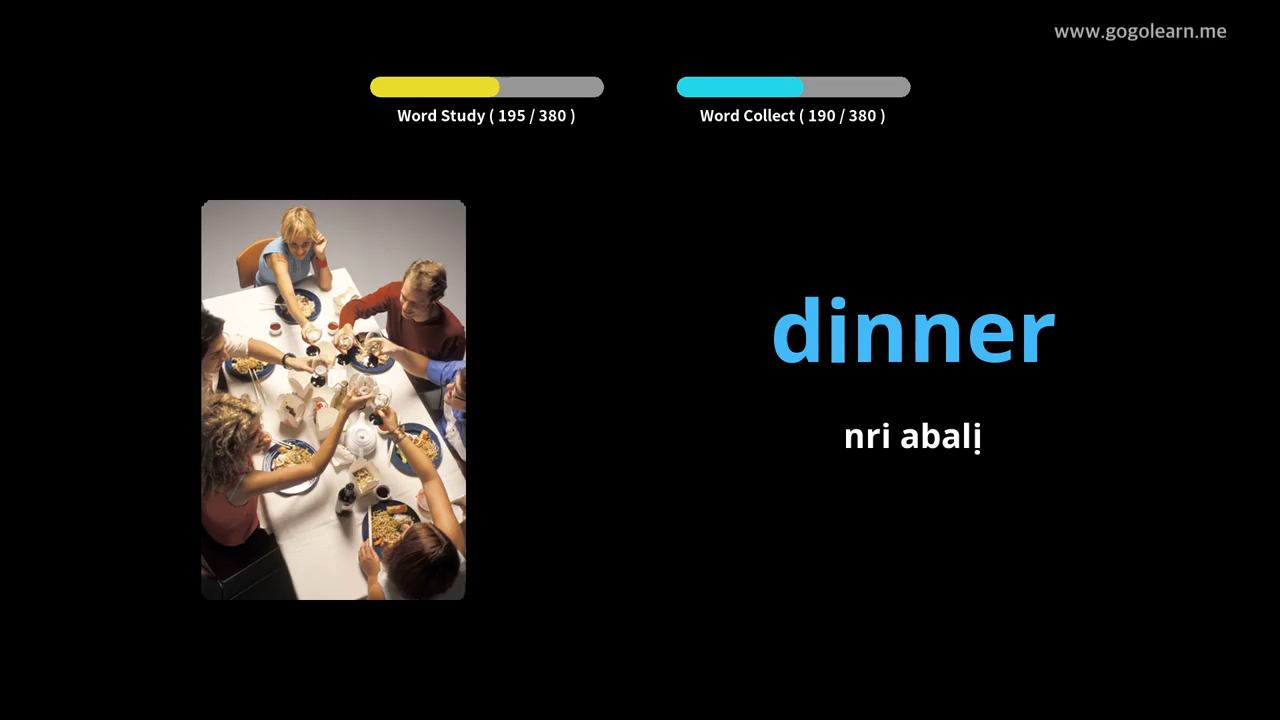 www.gogolearn.me
Word Study ( 195 / 380 )
Word Collect ( 190 / 380 )
dinner
nri abalị